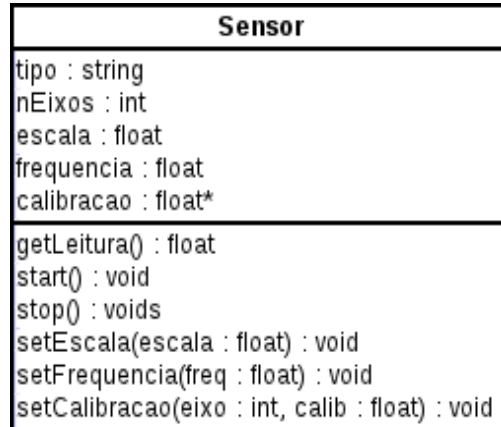 Sensor
tipo : string
nEixos : int
escala : float
frequencia : float
calibracao : float*
getLeitura() : float
start() : void
stop() : voids
setEscala(escala : float) : void
setFrequencia(freq : float) : void
setCalibracao(eixo : int, calib : float) : void